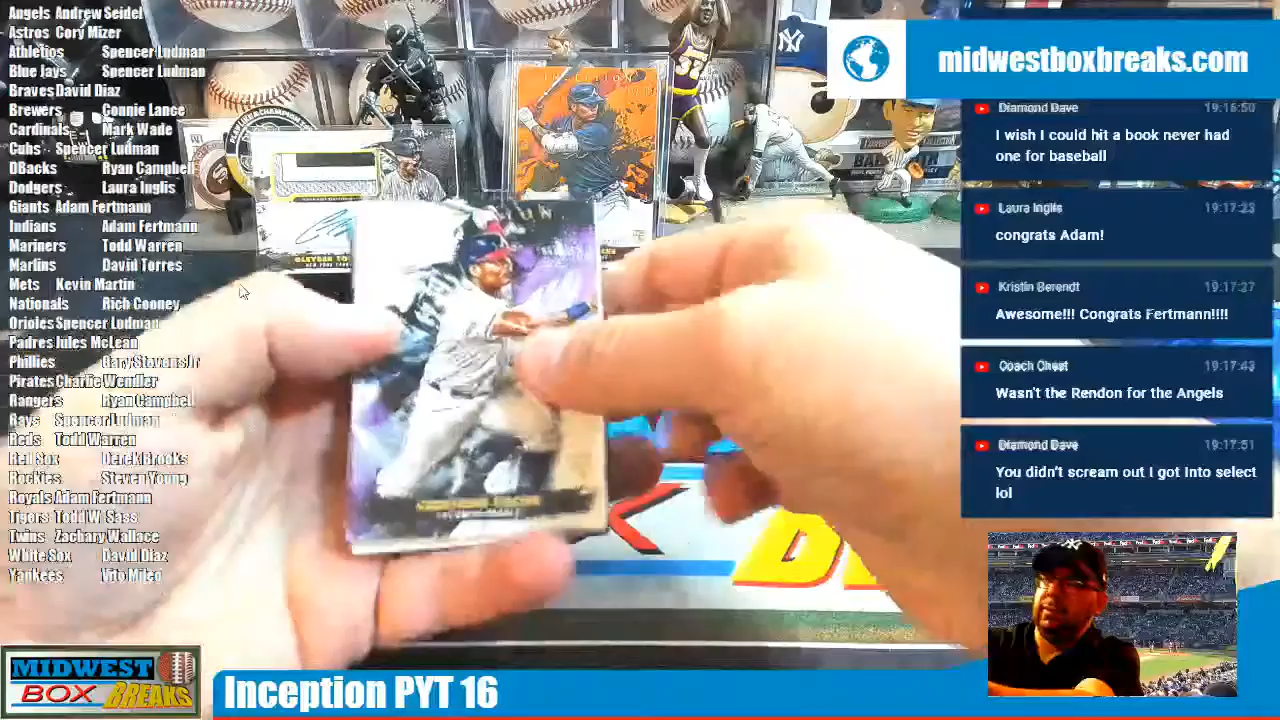 Angels Andrew Seidel
Astros Cory Mizer
Athletics Spencer Ludman
Blue Jays Spencer Ludman
Braves David Diaz
Brewers Connie Lance
Cardinals Mark Wade
Cubs Spencer Ludman
DBacks Ryan Campbell
Dodgers Laura Inglis
Giants Adam Fertmann
Indians Adam Fertmann
Mariners Todd Warren
Marlins David Torres
Mets Kevin Martin
Nationals Rich Cooney
Orioles Spencer Ludman
Padres Jules McLean
Phillies Gary Stevens Jr
Pirates Charlie Wendler
Rangers Ryan Campbell
Rays Spencer Ludman
Reds Todd Warren
Red Sox Derek Brooks
Rockies Steven Young
Royals Adam Fertmann
Tigers Todd W Sass
Twins Zachary Wallace
White Sox David Diaz
Yankees Vito Mileo
INCEPTION
midwestboxbreaks.com
Diamond Dave 19:16:50
I wish I could hit a book never had
one for baseball
Laura Inglis 19:17:23
congrats Adam!
Kristin Berendt 19:17:27
Awesome!!! Congrats Fertmann!!!!
Coach Chest 19:17:43
Wasn't the Rendon for the Angels
Diamond Dave 19:17:51
You didn't scream out I got into select
lol
MIDWEST
BOX BREAKS
Inception PYT 16